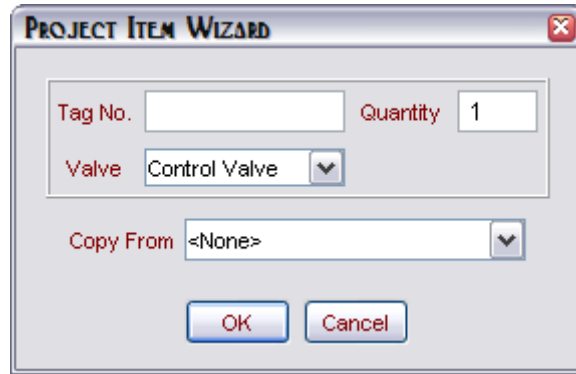 Project Item Wizard
Tag No. Quantity 1
Valve Control Valve
Copy From <None>
OK Cancel